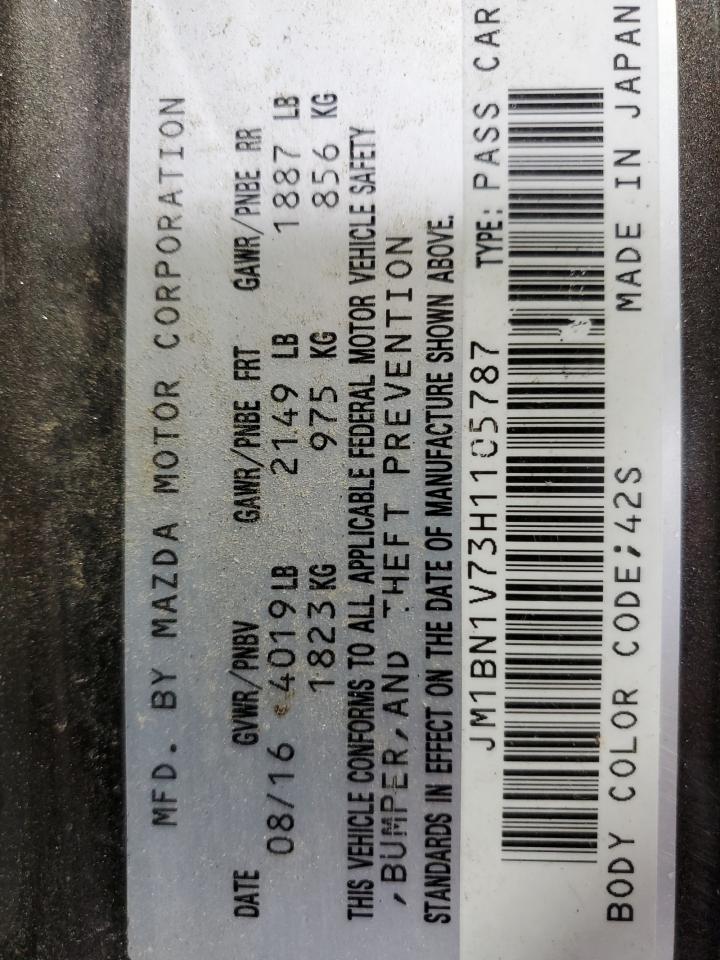 MFD. BY MAZDA MOTOR CORPORATION
DATE GVWR/PNBV GAWR/PNBE FRT GAWR/PNBE RR
08/16 4019 LB 2149 LB 1887 LB
1823 KG 975 KG 856 KG
THIS VEHICLE CONFORMS TO ALL APPLICABLE FEDERAL MOTOR VEHICLE SAFETY
,BUMPER,AND THEFT PREVENTION
STANDARDS IN EFFECT ON THE DATE OF MANUFACTURE SHOWN ABOVE.
JM1BN1V73H1105787 TYPE: PASS CAR
BODY COLOR CODE;42S MADE IN JAPAN